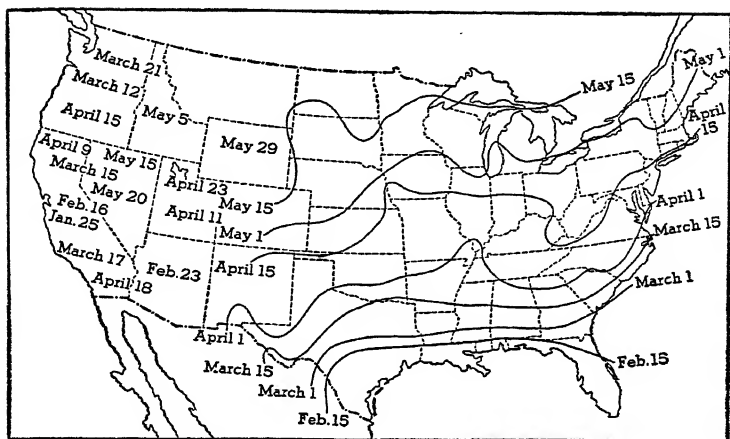 March 21
March 12
April 15
May 5
May 29
April 9
May 15
March 15
May 20
Feb.16
Jan.25
April 23
May 15
April 11
May 1
March 17
April 18
Feb.23
April 15
April 1
March 15
March 1
Feb.15
May 15
May 1
April
15
April 1
March 15
March 1
Feb.15